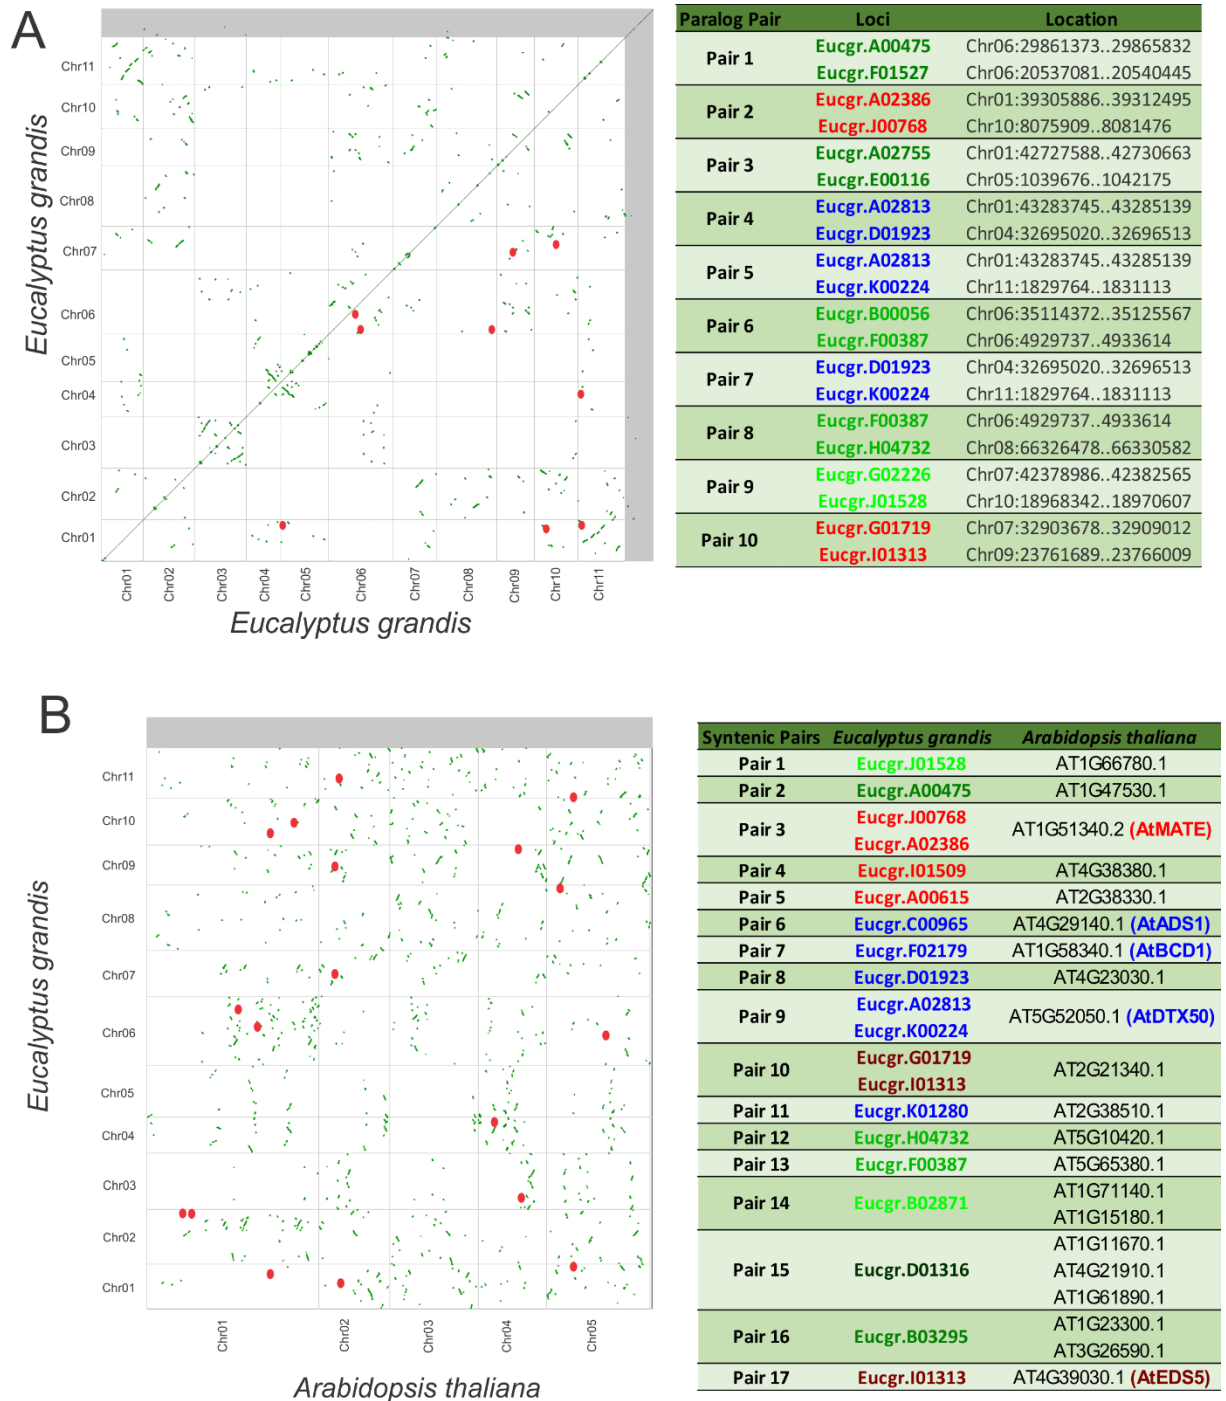 A
Chr11
Chr10
Chr09
Chr08
Chr07
Chr06
Chr05
Chr04
Chr03
Chr02
Chr01
Eucalyptus grandis
Chr01
Chr02
Chr03
Chr04
Chr05
Chr06
Chr07
Chr08
Chr09
Chr10
Chr11
Eucalyptus grandis
Paralog Pair Loci Location
Pair 1
Eucgr.A00475 Chr06:29861373..29865832
Eucgr.F01527 Chr06:20537081..20540445
Pair 2
Eucgr.A02386 Chr01:39305886..39312495
Eucgr.J00768 Chr10:8075909..8081476
Pair 3
Eucgr.A02755 Chr01:42727588..42730663
Eucgr.E00116 Chr05:1039676..1042175
Pair 4
Eucgr.A02813 Chr01:43283745..43285139
Eucgr.D01923 Chr04:32695020..32696513
Pair 5
Eucgr.A02813 Chr01:43283745..43285139
Eucgr.K00224 Chr11:1829764..1831113
Pair 6
Eucgr.B00056 Chr06:35114372..35125567
Eucgr.F00387 Chr06:4929737..4933614
Pair 7
Eucgr.D01923 Chr04:32695020..32696513
Eucgr.K00224 Chr11:1829764..1831113
Pair 8
Eucgr.F00387 Chr06:4929737..4933614
Eucgr.H04732 Chr08:66326478..66330582
Pair 9
Eucgr.G02226 Chr07:42378986..42382565
Eucgr.J01528 Chr10:18968342..18970607
Pair 10
Eucgr.G01719 Chr07:32903678..32909012
Eucgr.I01313 Chr09:23761689..23766009
B
Chr11
Chr10
Chr09
Chr08
Chr07
Chr06
Chr05
Chr04
Chr03
Chr02
Chr01
Eucalyptus grandis
Chr01
Chr02
Chr03
Chr04
Chr05
Arabidopsis thaliana
Syntenic Pairs Eucalyptus grandis Arabidopsis thaliana
Pair 1 Eucgr.J01528 AT1G66780.1
Pair 2 Eucgr.A00475 AT1G47530.1
Pair 3
Eucgr.J00768
Eucgr.A02386
AT1G51340.2 (AtMATE)
Pair 4 Eucgr.I01509 AT4G38380.1
Pair 5 Eucgr.A00615 AT2G38330.1
Pair 6 Eucgr.C00965 AT4G29140.1 (AtADS1)
Pair 7 Eucgr.F02179 AT1G58340.1 (AtBCD1)
Pair 8 Eucgr.D01923 AT4G23030.1
Pair 9
Eucgr.A02813
Eucgr.K00224
AT5G52050.1 (AtDTX50)
Pair 10
Eucgr.G01719
Eucgr.I01313
AT2G21340.1
Pair 11 Eucgr.K01280 AT2G38510.1
Pair 12 Eucgr.H04732 AT5G10420.1
Pair 13 Eucgr.F00387 AT5G65380.1
Pair 14 Eucgr.B02871
AT1G71140.1
AT1G15180.1
Pair 15 Eucgr.D01316
AT1G11670.1
AT4G21910.1
AT1G61890.1
Pair 16 Eucgr.B03295
AT1G23300.1
AT3G26590.1
Pair 17 Eucgr.I01313 AT4G39030.1 (AtEDS5)